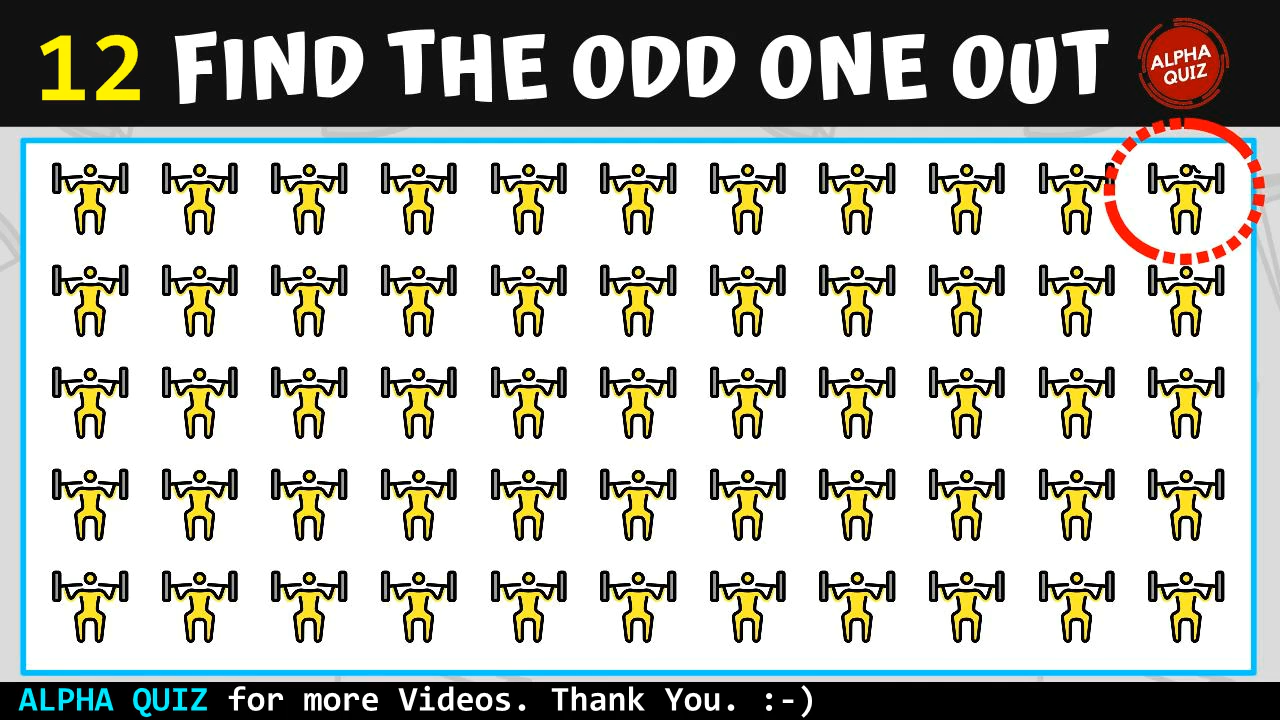 12 FIND THE ODD ONE OUT
ALPHA
QUIZ
ALPHA QUIZ for more Videos. Thank You. :-)